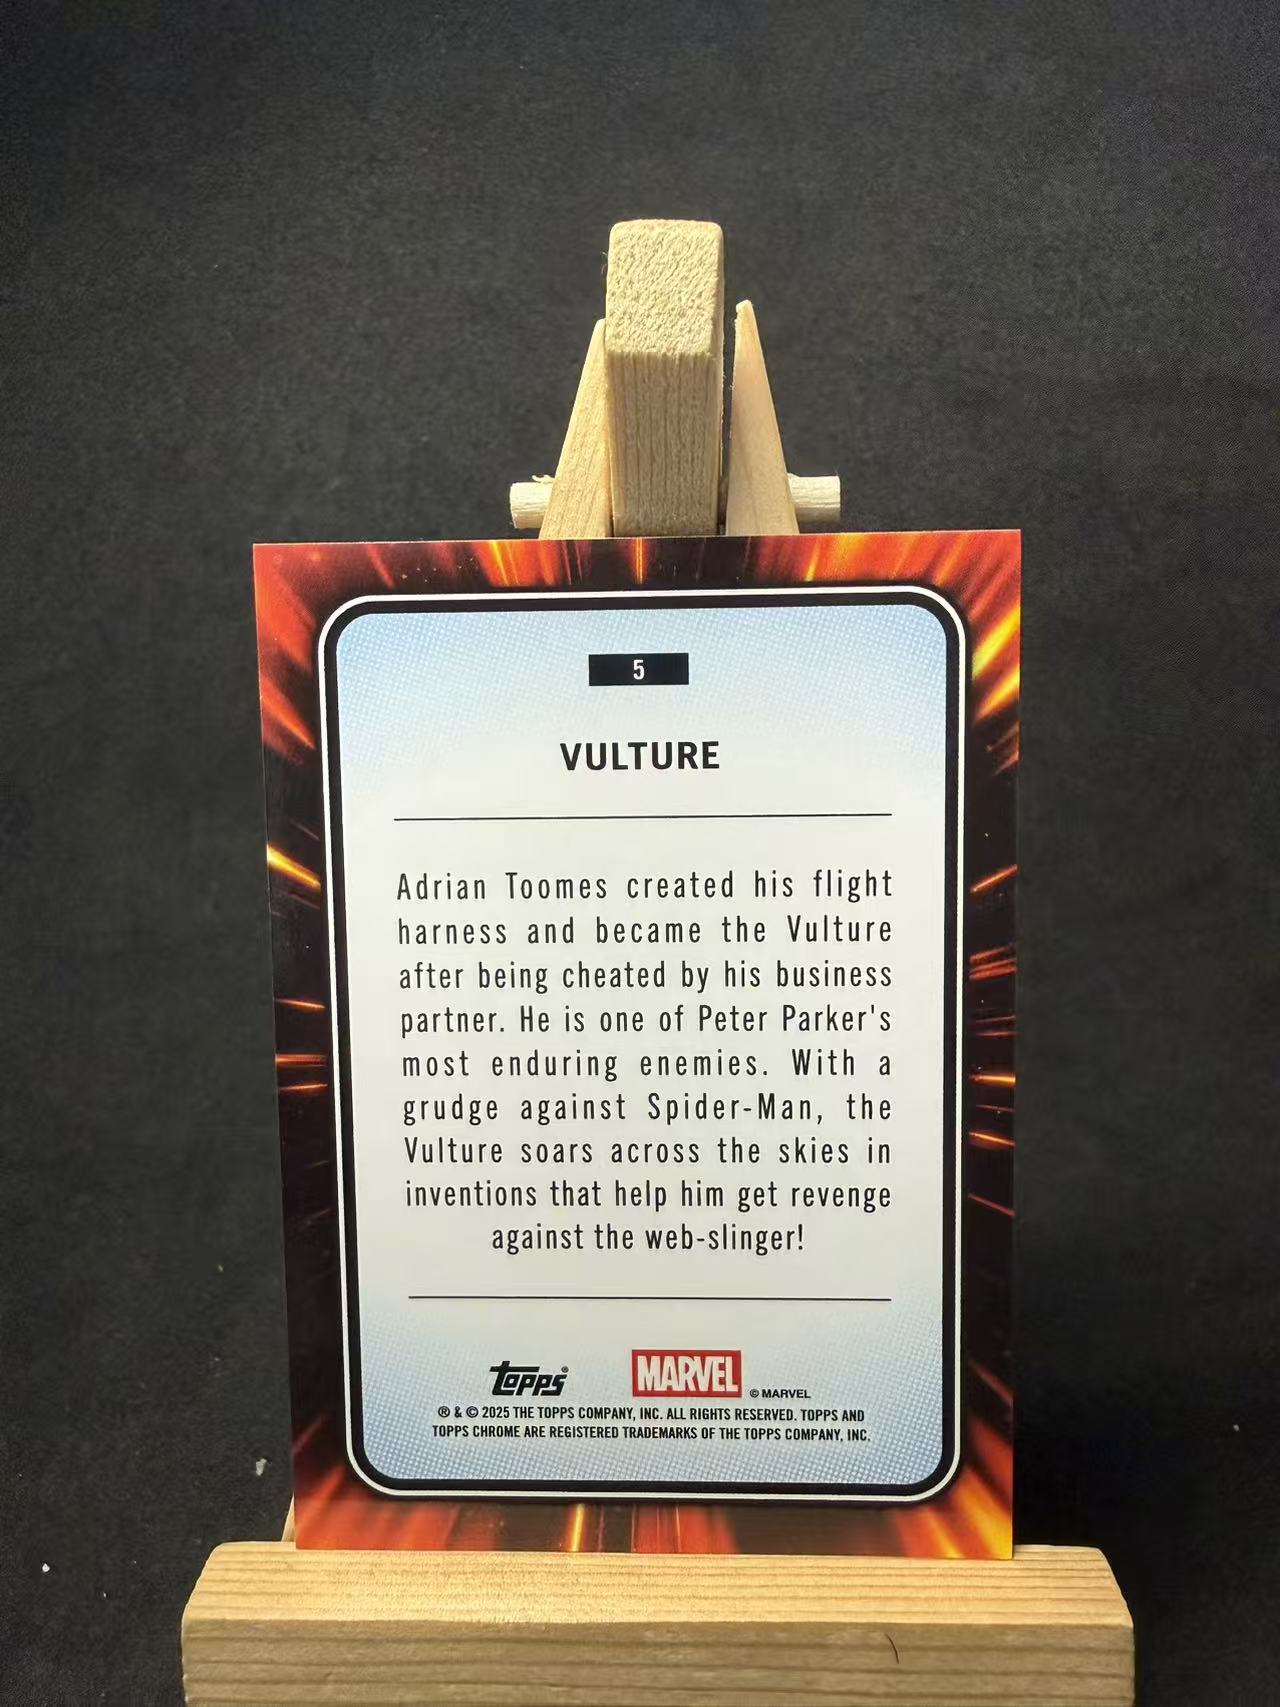 5
VULTURE
Adrian Toomes created his flight
harness and became the Vulture
after being cheated by his business
partner. He is one of Peter Parker's
most enduring enemies. With a
grudge against Spider-Man, the
Vulture soars across the skies in
inventions that help him get revenge
against the web-slinger!
topps®
MARVEL © MARVEL
® & © 2025 THE TOPPS COMPANY, INC. ALL RIGHTS RESERVED. TOPPS AND
TOPPS CHROME ARE REGISTERED TRADEMARKS OF THE TOPPS COMPANY, INC.